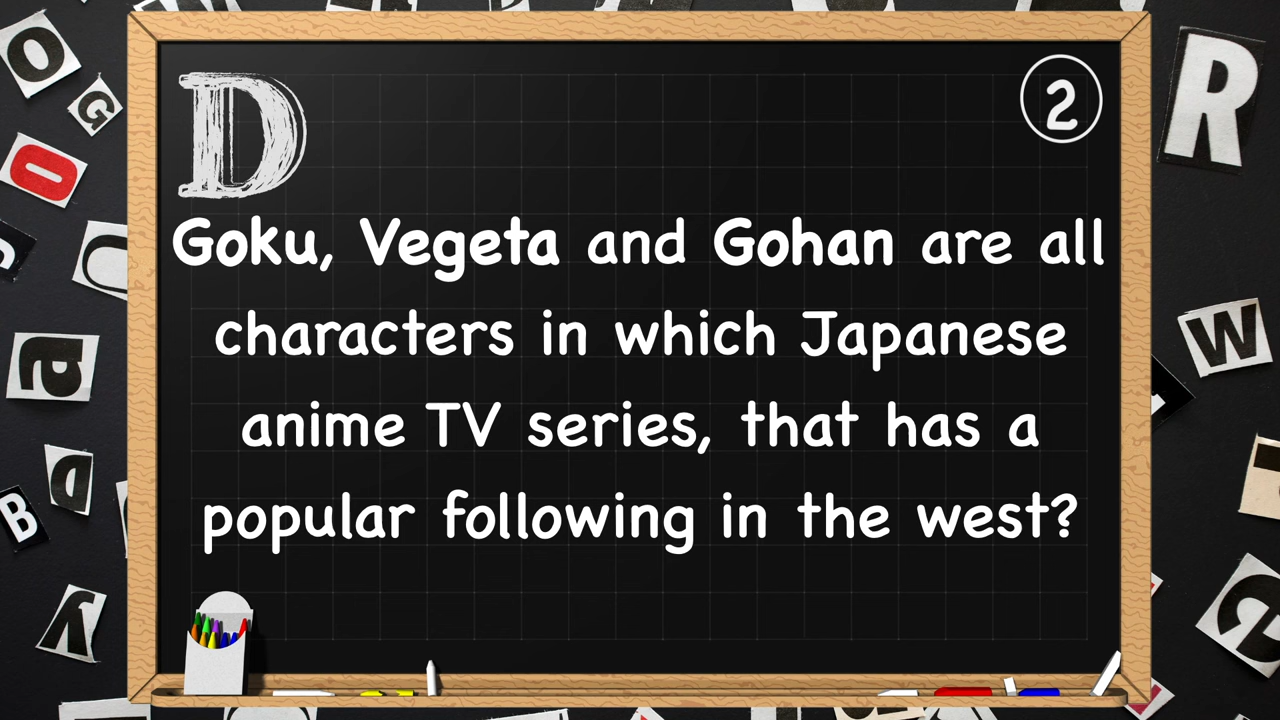 D
2
Goku, Vegeta and Gohan are all
characters in which Japanese
anime TV series, that has a
popular following in the west?
O
G
O
a
D
B
R
W